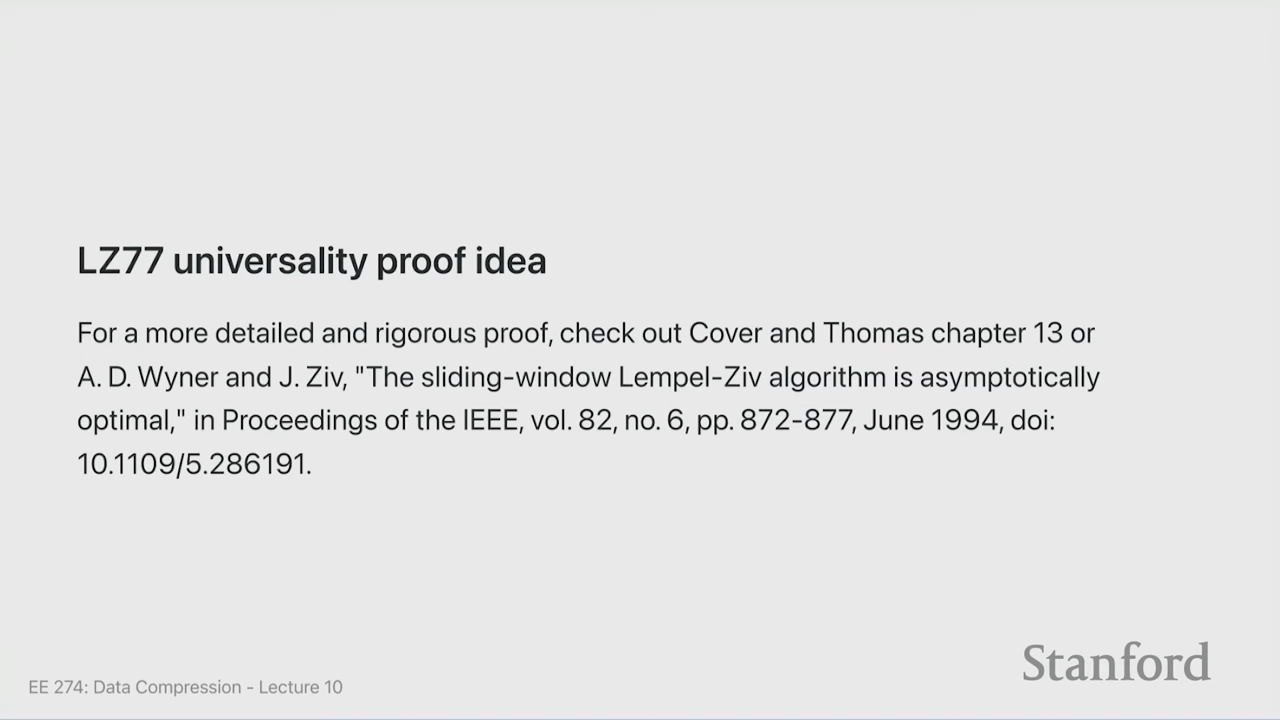 LZ77 universality proof idea
For a more detailed and rigorous proof, check out Cover and Thomas chapter 13 or
A. D. Wyner and J. Ziv, "The sliding-window Lempel-Ziv algorithm is asymptotically
optimal," in Proceedings of the IEEE, vol. 82, no. 6, pp. 872-877, June 1994, doi:
10.1109/5.286191.
Stanford
EE 274: Data Compression - Lecture 10